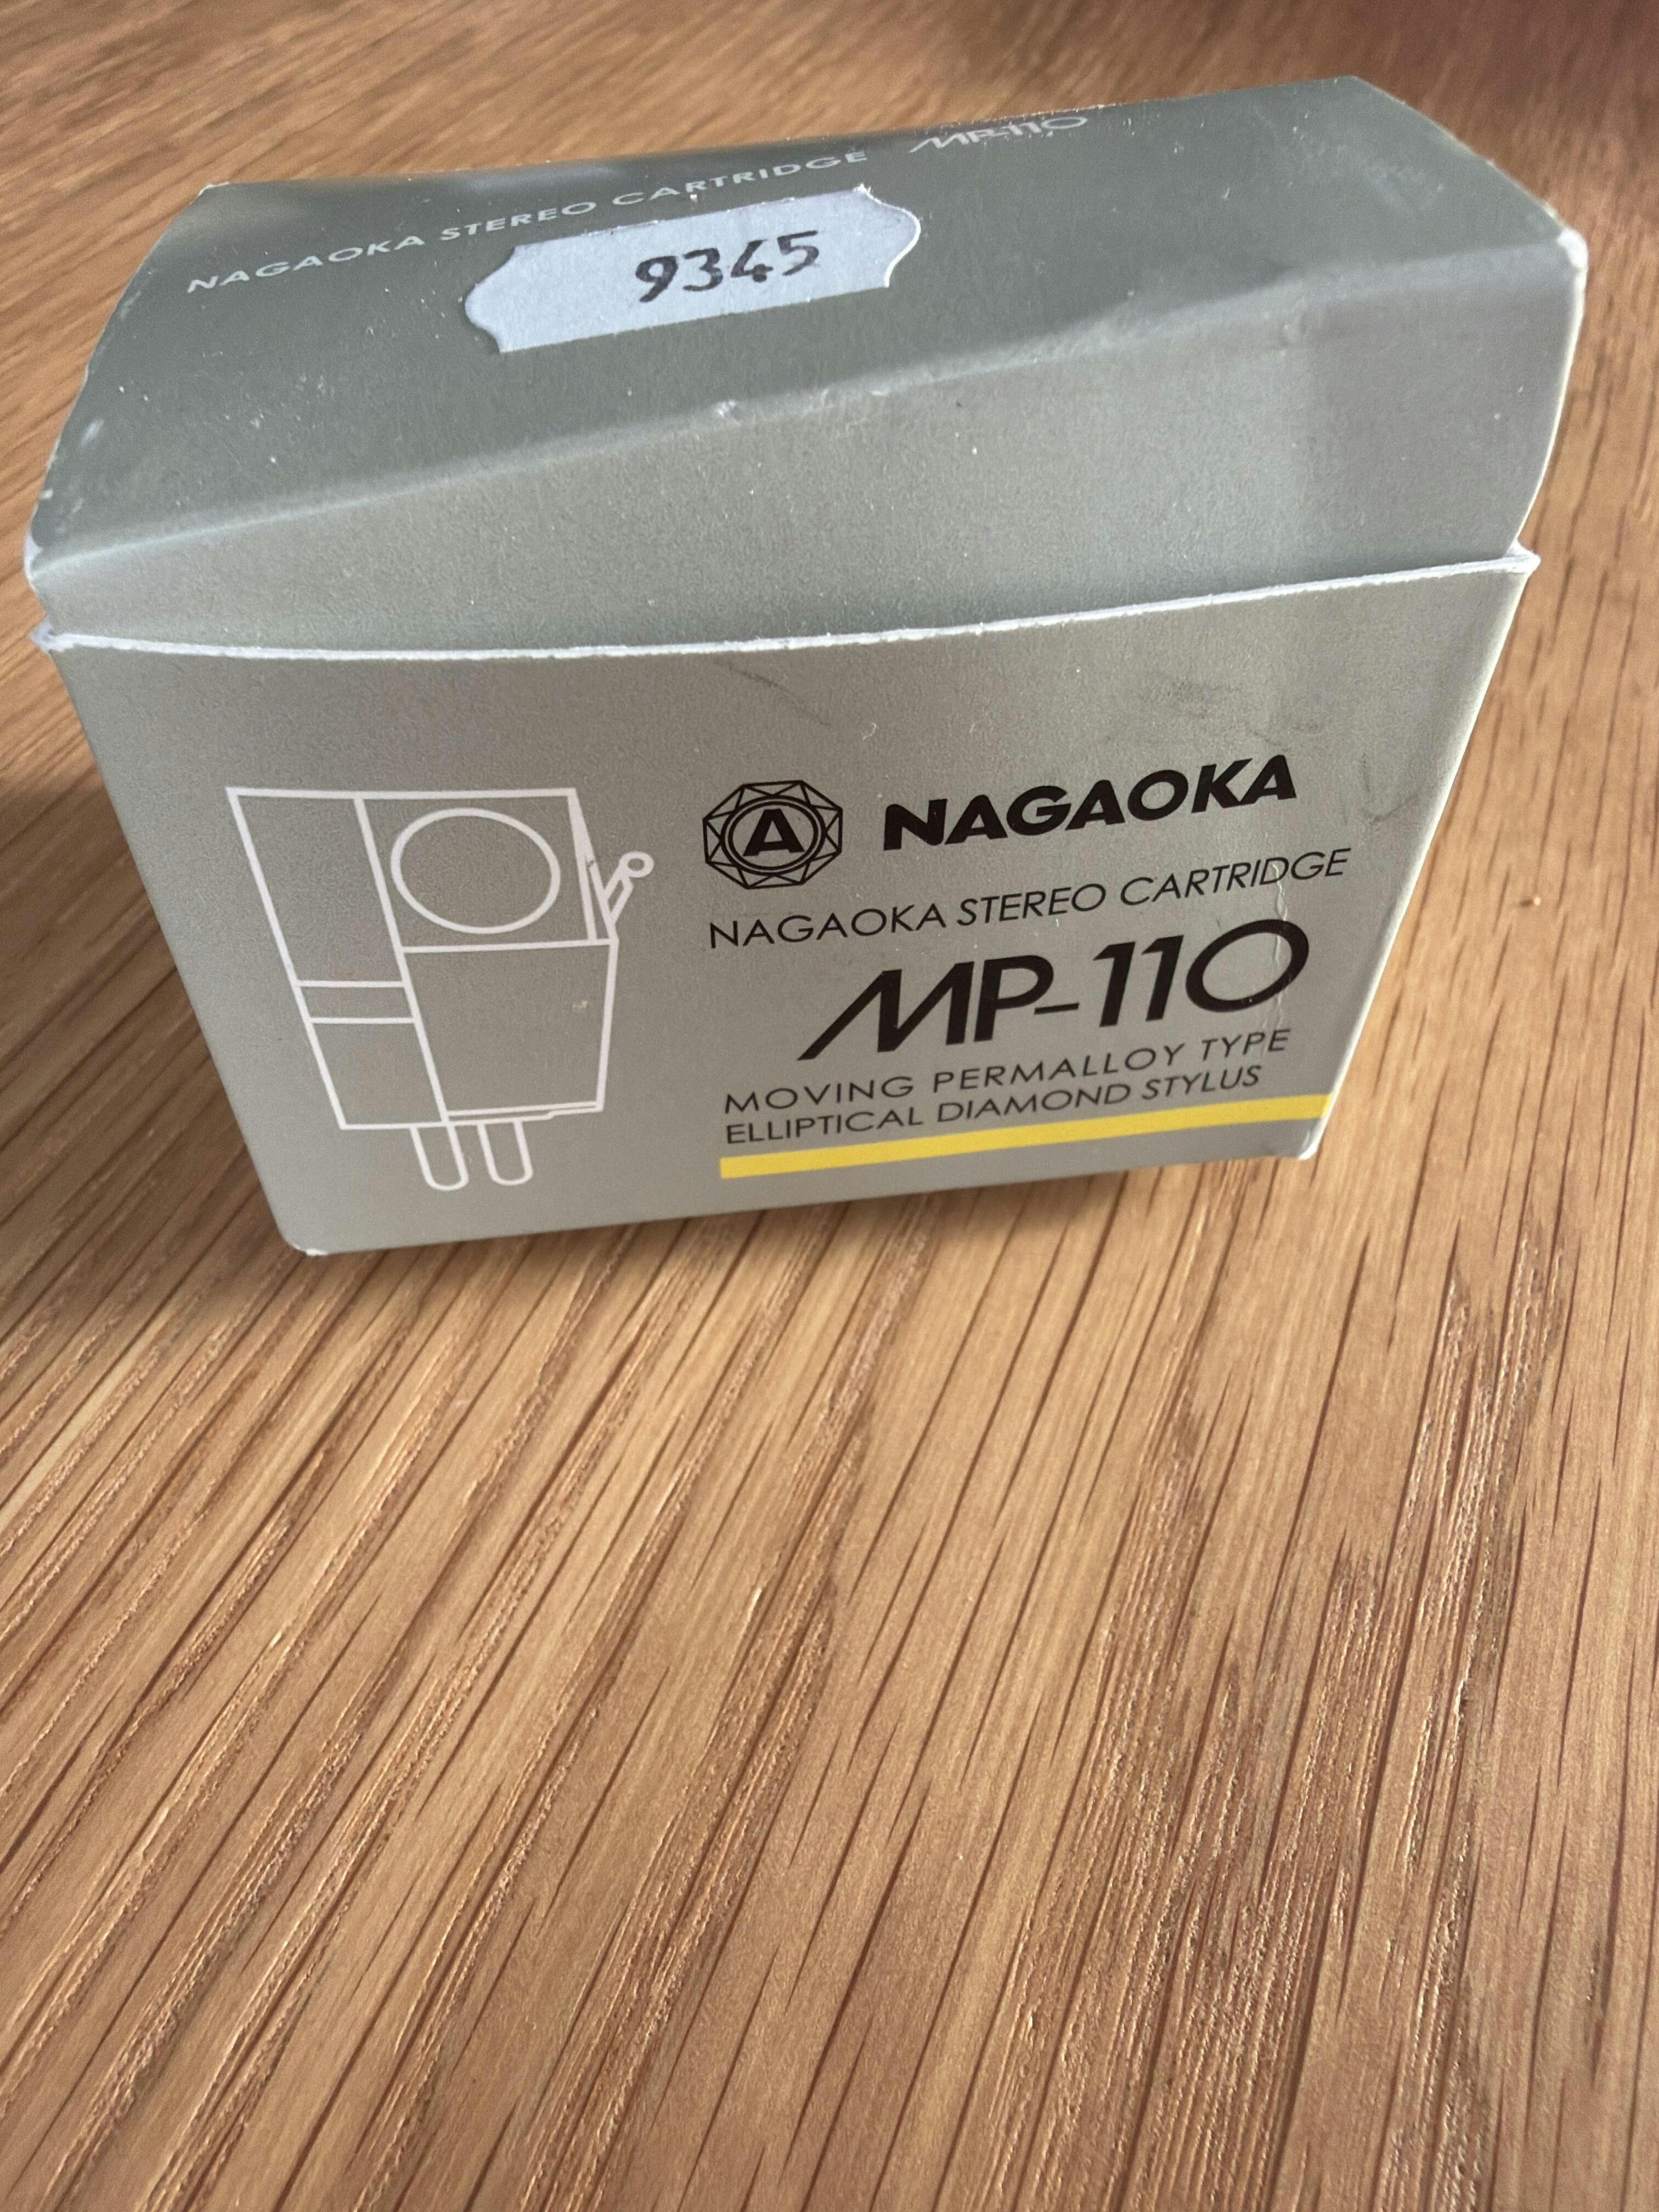 NAGAOKA STEREO CARTRIDGE MP-110
9345
A NAGAOKA
NAGAOKA STEREO CARTRIDGE
MP-110
MOVING PERMALLOY TYPE
ELLIPTICAL DIAMOND STYLUS